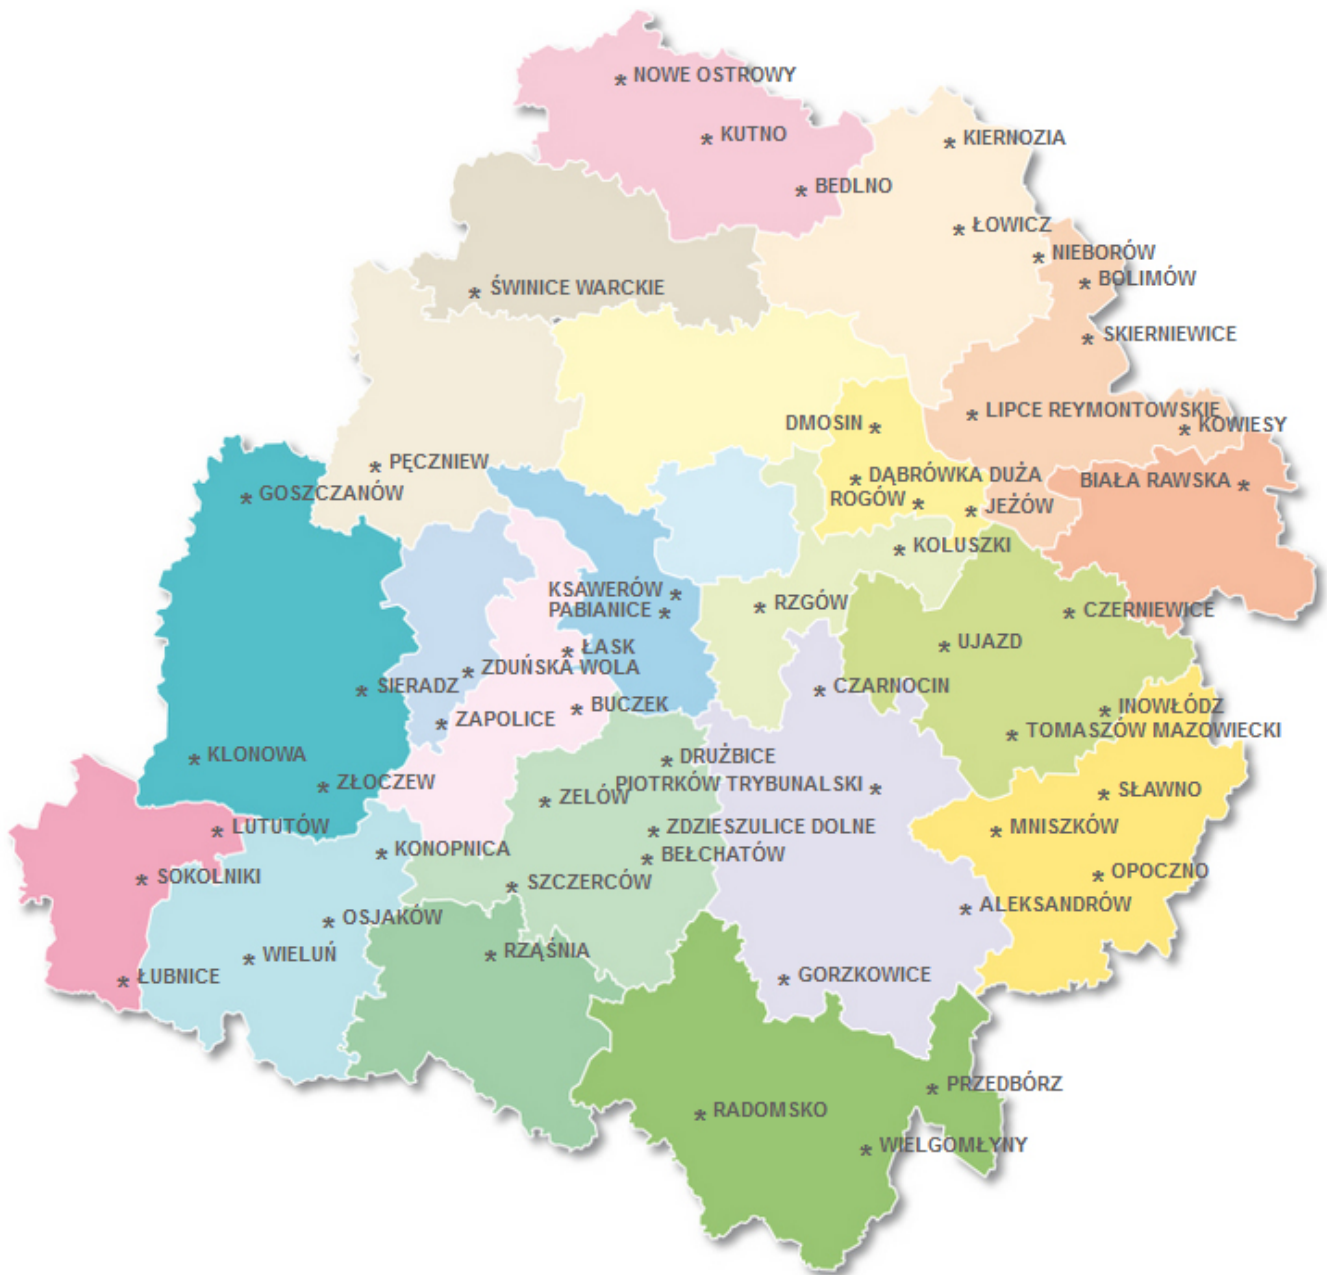 NOWE OSTROWY
KUTNO
KIERNOZIA
BEDLNO
ŁOWICZ
NIEBORÓW
BOLIMÓW
ŚWINICE WARCKIE
SKIERNIEWICE
LIPCE REYMONTOWSKIE
DMOSIN
KOWIESY
PĘCZNIEW
DĄBRÓWKA DUŻA
BIAŁA RAWSKA
GOSZCZANÓW
ROGÓW
JEŻÓW
KOLUSZKI
KSAWERÓW
RZGÓW
PABIANICE
CZERNIEWICE
UJAZD
ŁASK
ZDUŃSKA WOLA
SIERADZ
CZARNOCIN
BUCZEK
INOWŁÓDZ
ZAPOLICE
TOMASZÓW MAZOWIECKI
KLONOWA
DRUŻBICE
ZŁOCZEW
PIOTRKÓW TRYBUNALSKI
SŁAWNO
ZELÓW
LUTUTÓW
ZDZIESZULICE DOLNE
MNISZKÓW
KONOPNICA
BEŁCHATÓW
OPOCZNO
SOKOLNIKI
SZCZERCÓW
ALEKSANDRÓW
OSJAKÓW
RZĄŚNIA
WIELUŃ
GORZKOWICE
ŁUBNICE
PRZEDBÓRZ
RADOMSKO
WIELGOMŁYNY